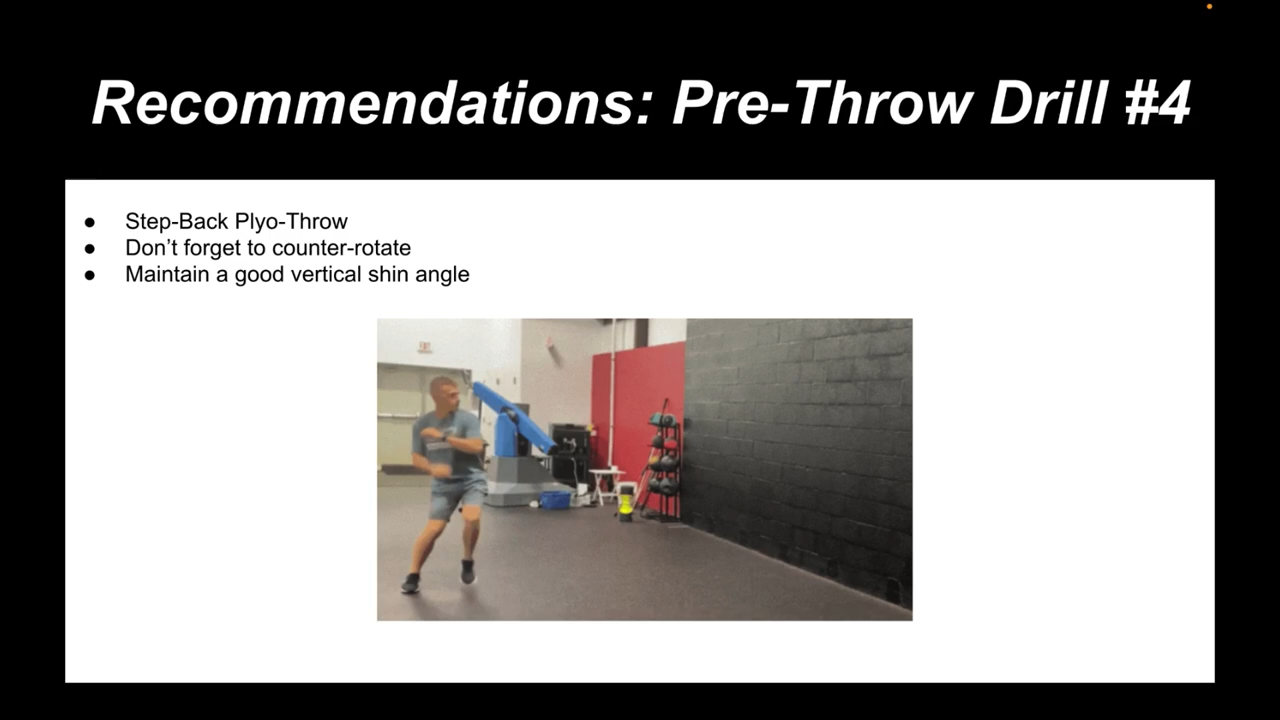 Recommendations: Pre-Throw Drill #4
● Step-Back Plyo-Throw
● Don’t forget to counter-rotate
● Maintain a good vertical shin angle